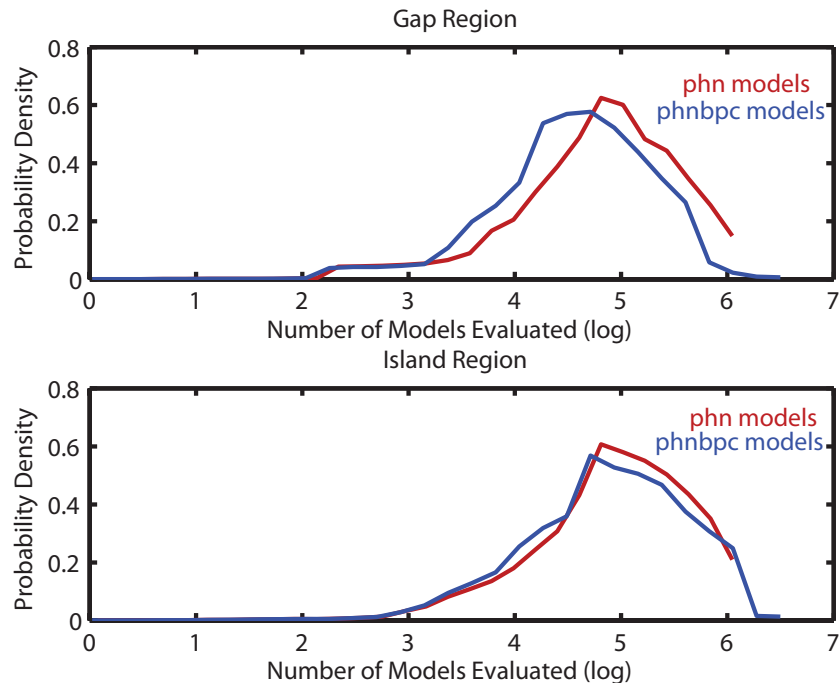 Gap Region
0.8
0.6
0.4
0.2
0
Probability Density
phn models
phnbpc models
0 1 2 3 4 5 6 7
Number of Models Evaluated (log)
Island Region
0.8
0.6
0.4
0.2
0
Probability Density
phn models
phnbpc models
0 1 2 3 4 5 6 7
Number of Models Evaluated (log)